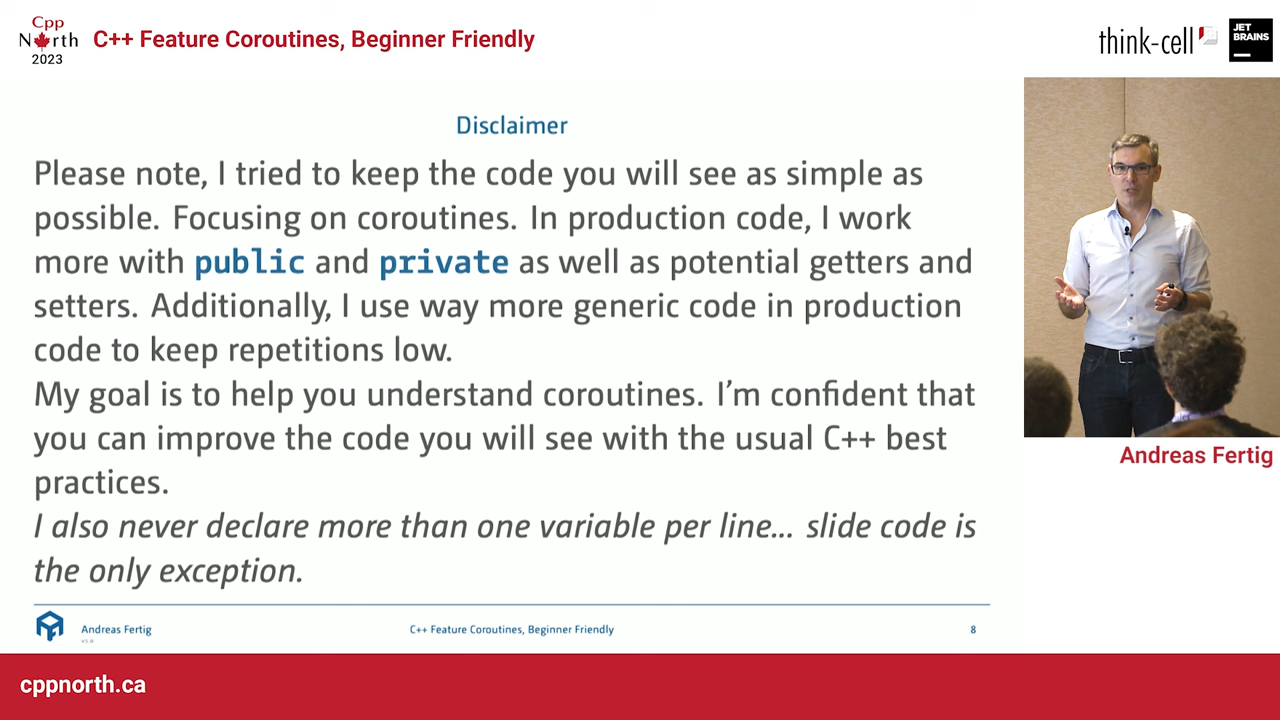 Cpp
North
2023
C++ Feature Coroutines, Beginner Friendly
think-cell
JET
BRAINS
Disclaimer
Please note, I tried to keep the code you will see as simple as
possible. Focusing on coroutines. In production code, I work
more with public and private as well as potential getters and
setters. Additionally, I use way more generic code in production
code to keep repetitions low.
My goal is to help you understand coroutines. I'm confident that
you can improve the code you will see with the usual C++ best
practices.
I also never declare more than one variable per line... slide code is
the only exception.
Andreas Fertig
v1.0
C++ Feature Coroutines, Beginner Friendly
8
Andreas Fertig
cppnorth.ca